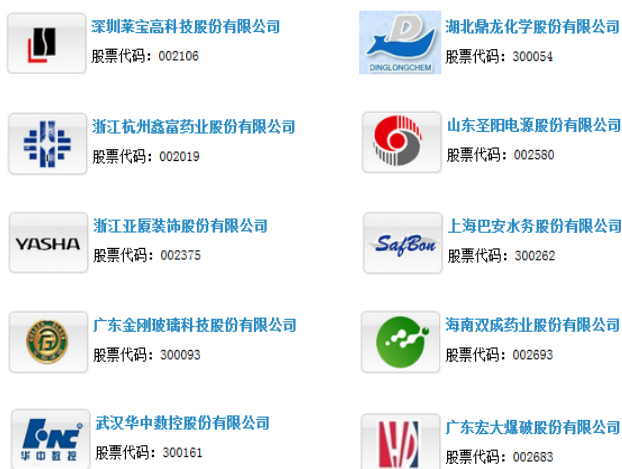 深圳莱宝高科技股份有限公司
股票代码：002106
DINGLONGCHEM
湖北鼎龙化学股份有限公司
股票代码：300054
浙江杭州鑫富药业股份有限公司
股票代码：002019
山东圣阳电源股份有限公司
股票代码：002580
YASHA
浙江亚厦装饰股份有限公司
股票代码：002375
SafBon
上海巴安水务股份有限公司
股票代码：300262
广东金刚玻璃科技股份有限公司
股票代码：300093
海南双成药业股份有限公司
股票代码：002693
HNC
华中数控
武汉华中数控股份有限公司
股票代码：300161
广东宏大爆破股份有限公司
股票代码：002683